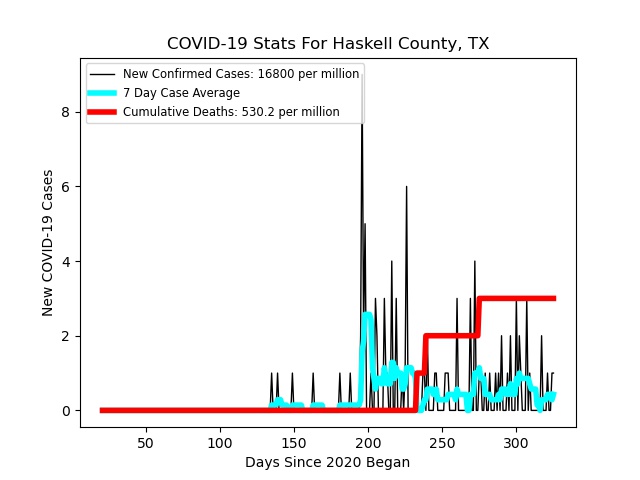 COVID-19 Stats For Haskell County, TX
New Confirmed Cases: 16800 per million
7 Day Case Average
Cumulative Deaths: 530.2 per million
New COVID-19 Cases
8
6
4
2
0
50 100 150 200 250 300
Days Since 2020 Began